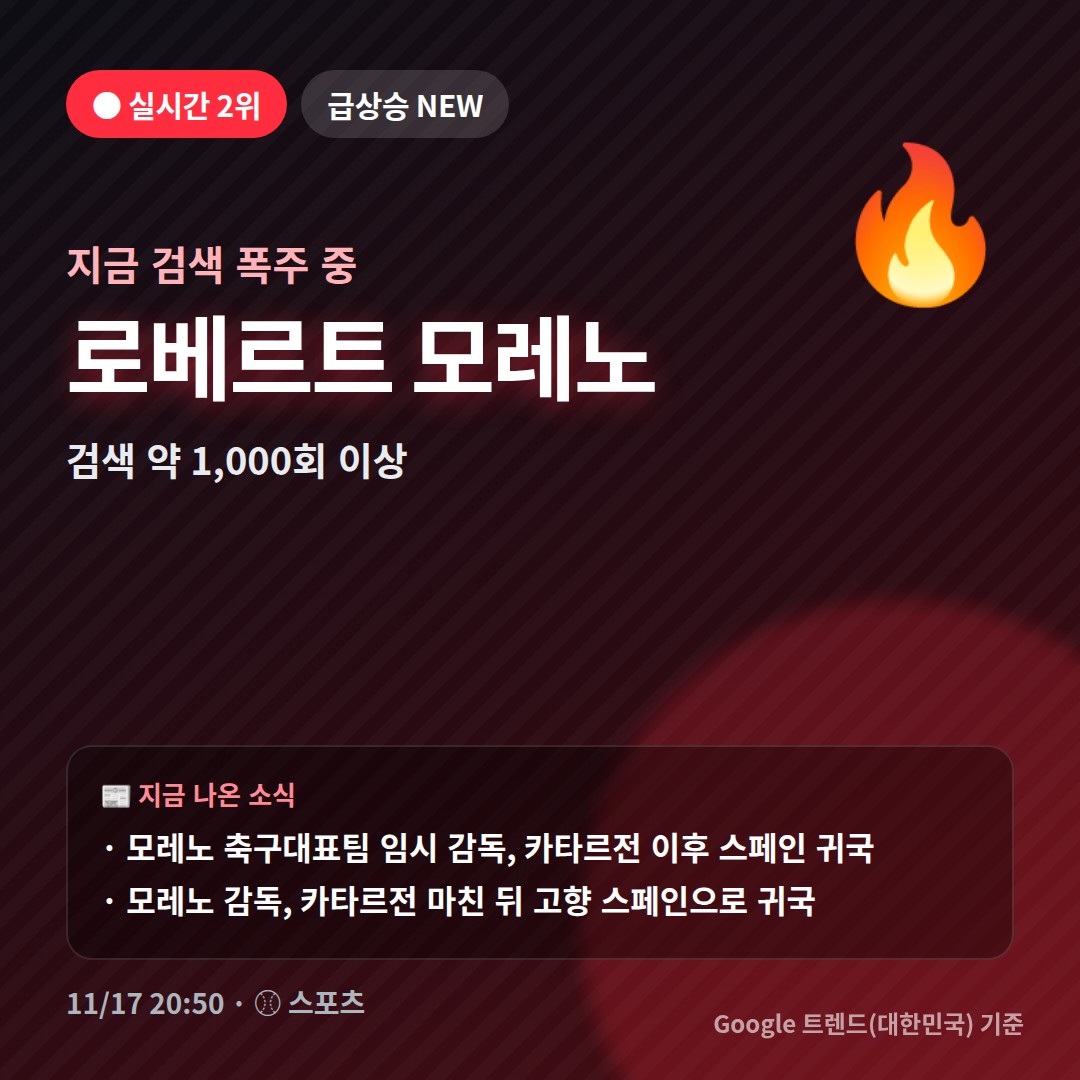 실시간 2위
급상승 NEW
지금 검색 폭주 중
로베르트 모레노
검색 약 1,000회 이상
지금 나온 소식
· 모레노 축구대표팀 임시 감독, 카타르전 이후 스페인 귀국
· 모레노 감독, 카타르전 마친 뒤 고향 스페인으로 귀국
11/17 20:50 · ⚾ 스포츠
Google 트렌드(대한민국) 기준